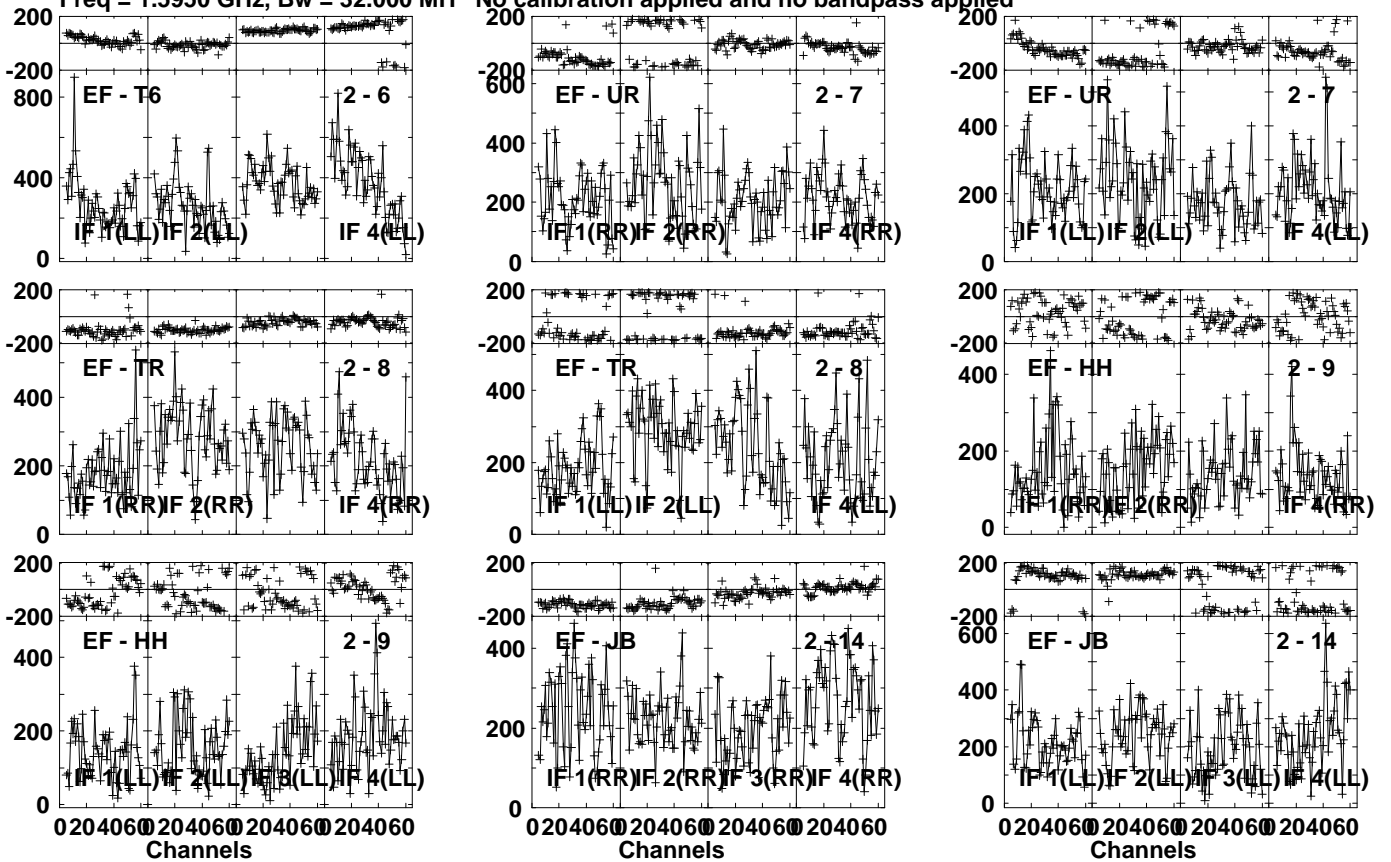 Freq = 1.5950 GHz, Bw = 32.000 MH No calibration applied and no bandpass applied
200
-200
EF - T6
2 - 6
800
400
0
IF 1(LL) IF 2(LL) IF 4(LL)
200
-200
EF - UR
2 - 7
600
400
200
0
IF 1(RR) IF 2(RR) IF 4(RR)
200
-200
EF - UR
2 - 7
400
200
0
IF 1(LL) IF 2(LL) IF 4(LL)
200
-200
EF - TR
2 - 8
400
200
0
IF 1(RR) IF 2(RR) IF 4(RR)
200
-200
EF - TR
2 - 8
400
200
0
IF 1(LL) IF 2(LL) IF 4(LL)
200
-200
EF - HH
2 - 9
400
200
0
IF 1(RR) IF 2(RR) IF 4(RR)
200
-200
EF - HH
2 - 9
400
200
0
IF 1(LL) IF 2(LL) IF 3(LL) IF 4(LL)
0 20 40 60 0 20 40 60 0 20 40 60 0 20 40 60
Channels
200
-200
EF - JB
2 - 14
400
200
0
IF 1(RR) IF 2(RR) IF 3(RR) IF 4(RR)
0 20 40 60 0 20 40 60 0 20 40 60 0 20 40 60
Channels
200
-200
EF - JB
2 - 14
600
400
200
0
IF 1(LL) IF 2(LL) IF 3(LL) IF 4(LL)
0 20 40 60 0 20 40 60 0 20 40 60 0 20 40 60
Channels